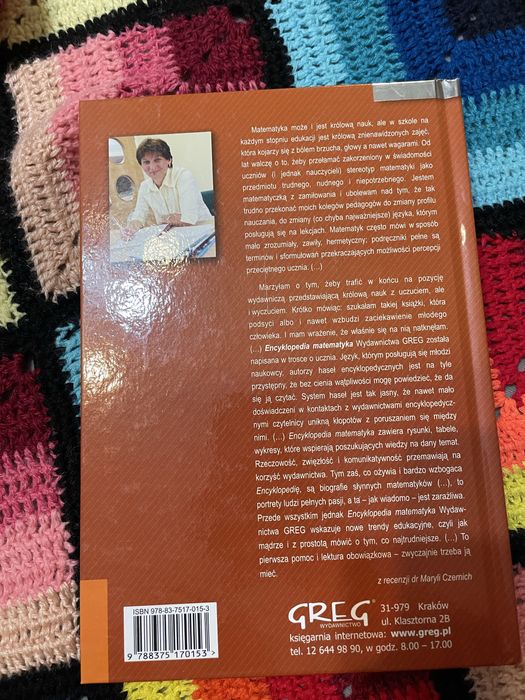 Matematyka może i jest królową nauk, ale w szkole na
każdym stopniu edukacji jest królową znienawidzonych zajęć,
która kojarzy się z bólem brzucha, głowy a nawet wagarami. Od
lat walczę o to, żeby przełamać zakorzeniony w świadomości
uczniów (i jednak nauczycieli) stereotyp matematyki jako
przedmiotu trudnego, nudnego i niepotrzebnego. Jestem
matematyczką z zamiłowania i ubolewam nad tym, że tak
trudno przekonać moich kolegów pedagogów do zmiany profilu
nauczania, do zmiany (co chyba najważniejsze) języka, którym
posługują się na lekcjach. Matematyk często mówi w sposób
mało zrozumiały, zawiły, hermetyczny; podręczniki pełne są
terminów i sformułowań przekraczających możliwości percepcji
przeciętnego ucznia. (...)
Marzyłam o tym, żeby trafić w końcu na pozycję
wydawniczą przedstawiającą królową nauk z uczuciem, ale
i wyczuciem. Krótko mówiąc: szukałam takiej książki, która
podsyci albo i nawet wzbudzi zaciekawienie młodego
człowieka. I mam wrażenie, że właśnie się na nią natknęłam.
(...) Encyklopedia matematyka Wydawnictwa GREG została
napisana w trosce o ucznia. Język, którym posługują się młodzi
naukowcy, autorzy haseł encyklopedycznych jest na tyle
przystępny, że bez cienia wątpliwości mogę powiedzieć, że da
się ją czytać. System haseł jest tak jasny, że nawet mało
doświadczeni w kontaktach z wydawnictwami encyklopedycz-
nymi czytelnicy unikną kłopotów z poruszaniem się między
nimi. (...) Encyklopedia matematyka zawiera rysunki, tabele,
wykresy, które wspierają poszukujących wiedzy na dany temat.
Rzeczowość, zwięzłość i komunikatywność przemawiają na
korzyść wydawnictwa. Tym zaś, co ożywia i bardzo wzbogaca
Encyklopedię, są biografie słynnych matematyków (...), to
portrety ludzi pełnych pasji, a ta – jak wiadomo – jest zaraźliwa.
Przede wszystkim jednak Encyklopedia matematyka Wydaw-
nictwa GREG wskazuje nowe trendy edukacyjne, czyli jak
mądrze i z prostotą mówić o tym, co najtrudniejsze. (...) To
pierwsza pomoc i lektura obowiązkowa – zwyczajnie trzeba ją
mieć.
z recenzji dr Maryli Czernich
ISBN 978-83-7517-015-3
9 788375 170153 >
GREG
WYDAWNICTWO
31-979 Kraków
ul. Klasztorna 2B
księgarnia internetowa: www.greg.pl
tel. 12 644 98 90, w godz. 8.00 – 17.00